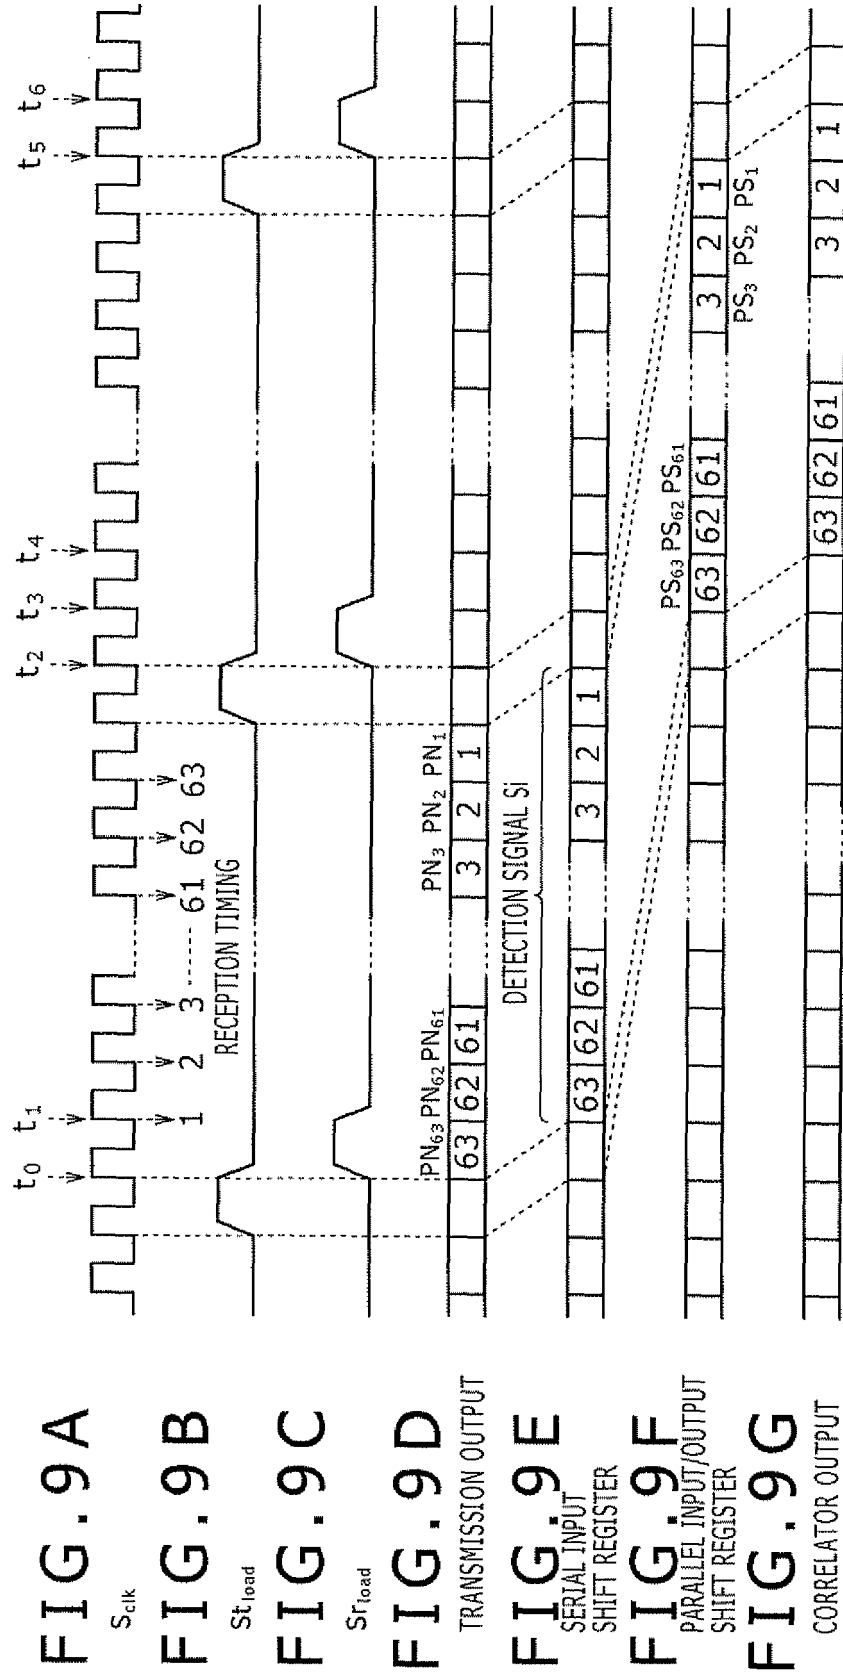 FIG. 9A
Sclk
t0 t1 t2 t3 t4 t5 t6
1 2 3 61 62 63
RECEPTION TIMING
FIG. 9B
Stload
FIG. 9C
Srload
FIG. 9D
TRANSMISSION OUTPUT
PN63 PN62 PN61 PN3 PN2 PN1
63 62 61 3 2 1
FIG. 9E
SERIAL INPUT
SHIFT REGISTER
DETECTION SIGNAL Si
63 62 61 3 2 1
FIG. 9F
PARALLEL INPUT/OUTPUT
SHIFT REGISTER
PS63 PS62 PS61
63 62 61 3 2 1
PS3 PS2 PS1
FIG. 9G
CORRELATOR OUTPUT
63 62 61 3 2 1